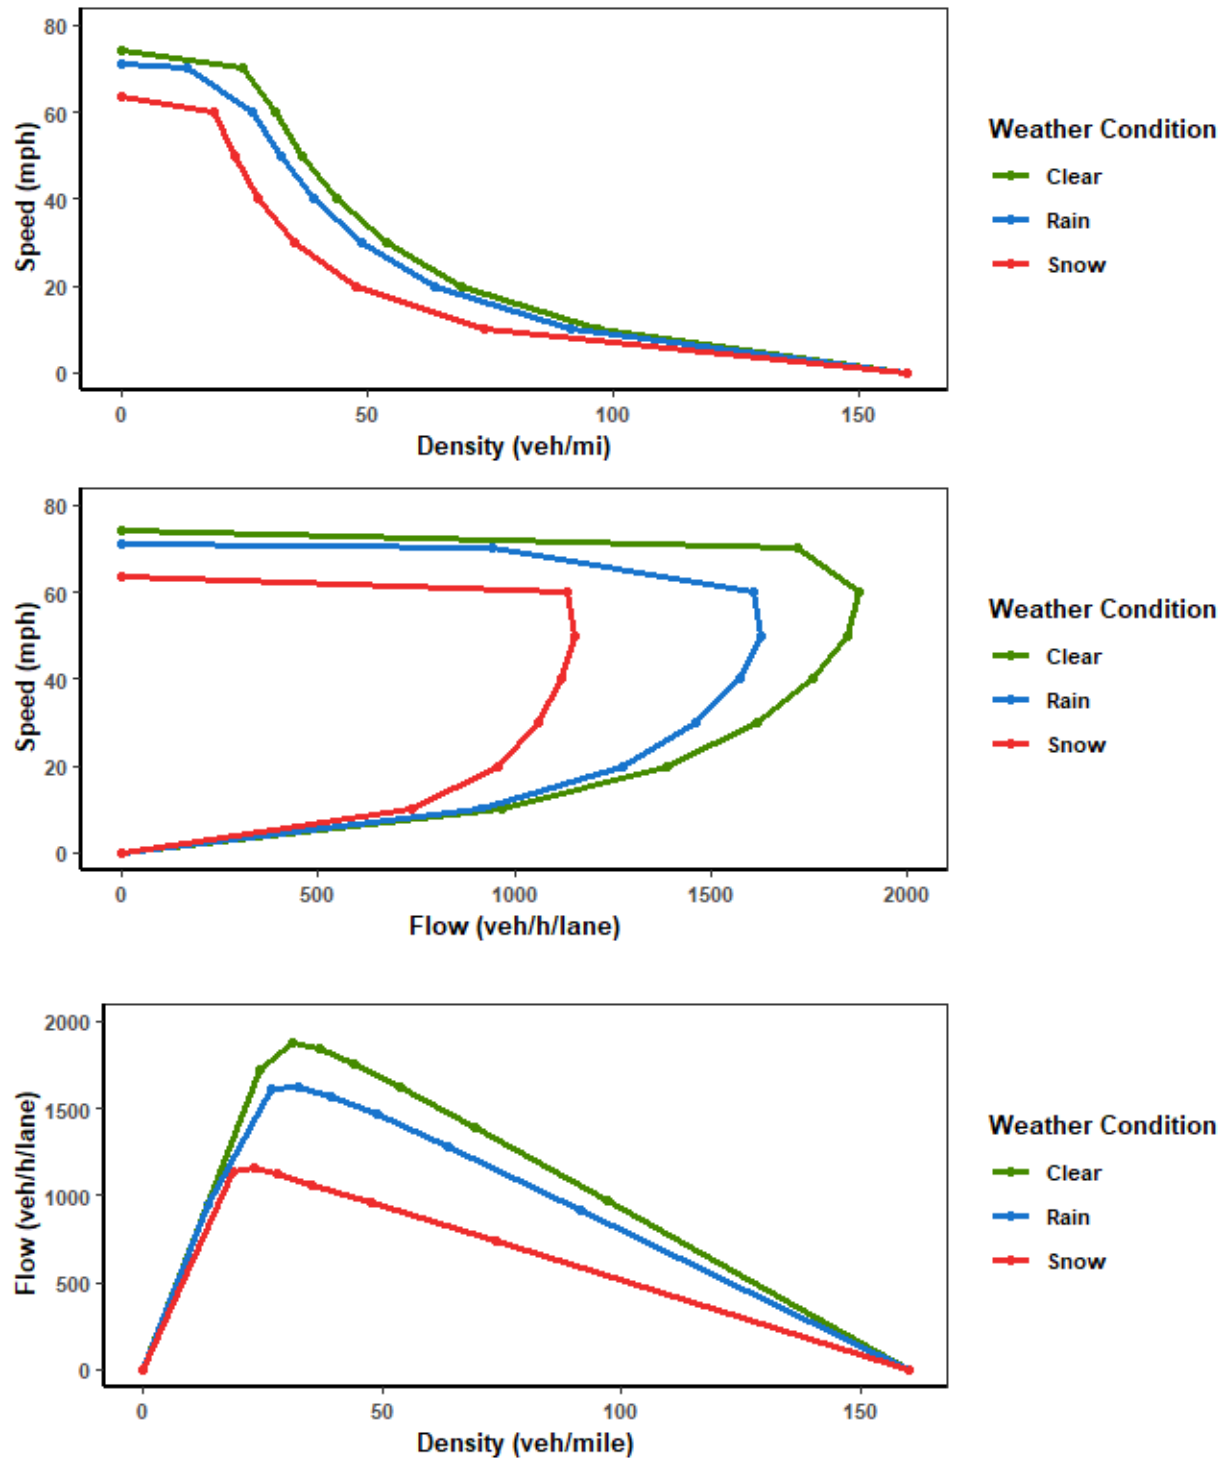 80
60
40
20
0
Speed (mph)
0 50 100 150
Density (veh/mi)
Weather Condition
Clear
Rain
Snow
80
60
40
20
0
Speed (mph)
0 500 1000 1500 2000
Flow (veh/h/lane)
Weather Condition
Clear
Rain
Snow
2000
1500
1000
500
0
Flow (veh/h/lane)
0 50 100 150
Density (veh/mile)
Weather Condition
Clear
Rain
Snow